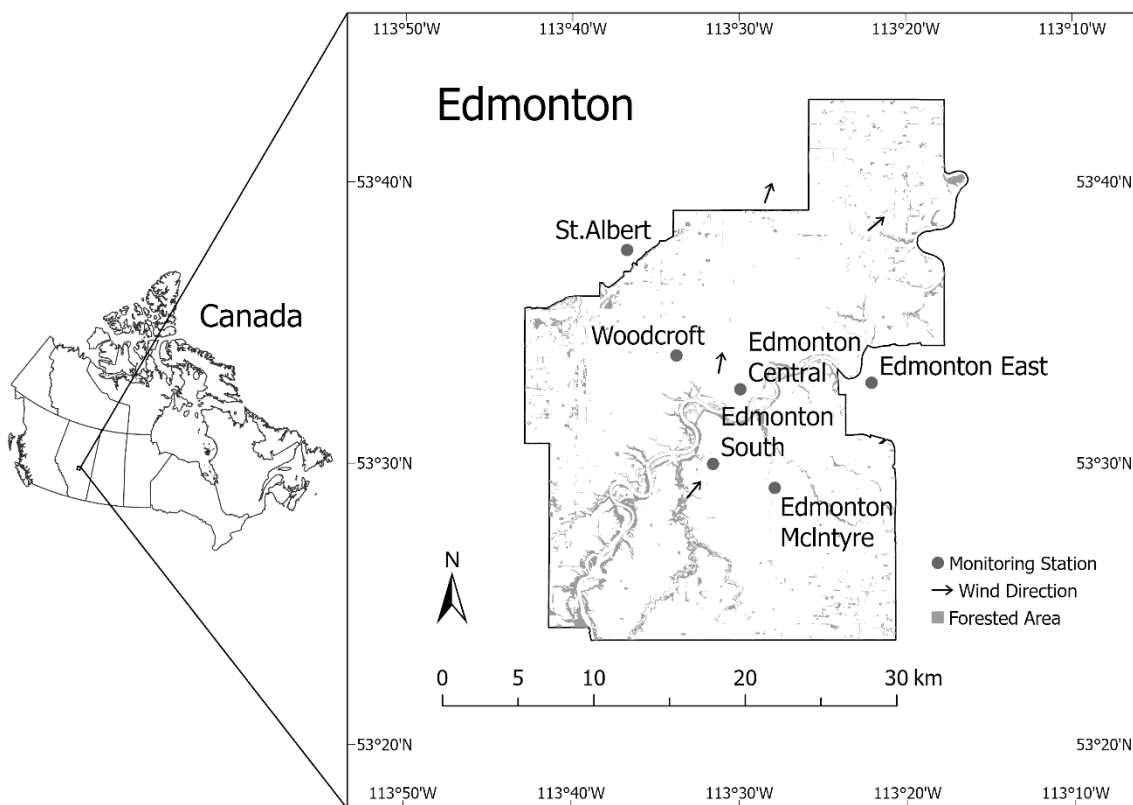 113°50'W 113°40'W 113°30'W 113°20'W 113°10'W
Edmonton
53°40'N 53°40'N
St.Albert
Canada
Woodcroft
Edmonton
Central
Edmonton East
Edmonton
South
53°30'N 53°30'N
Edmonton
McIntyre
N
Monitoring Station
Wind Direction
Forested Area
0 5 10 20 30 km
53°20'N 53°20'N
113°50'W 113°40'W 113°30'W 113°20'W 113°10'W